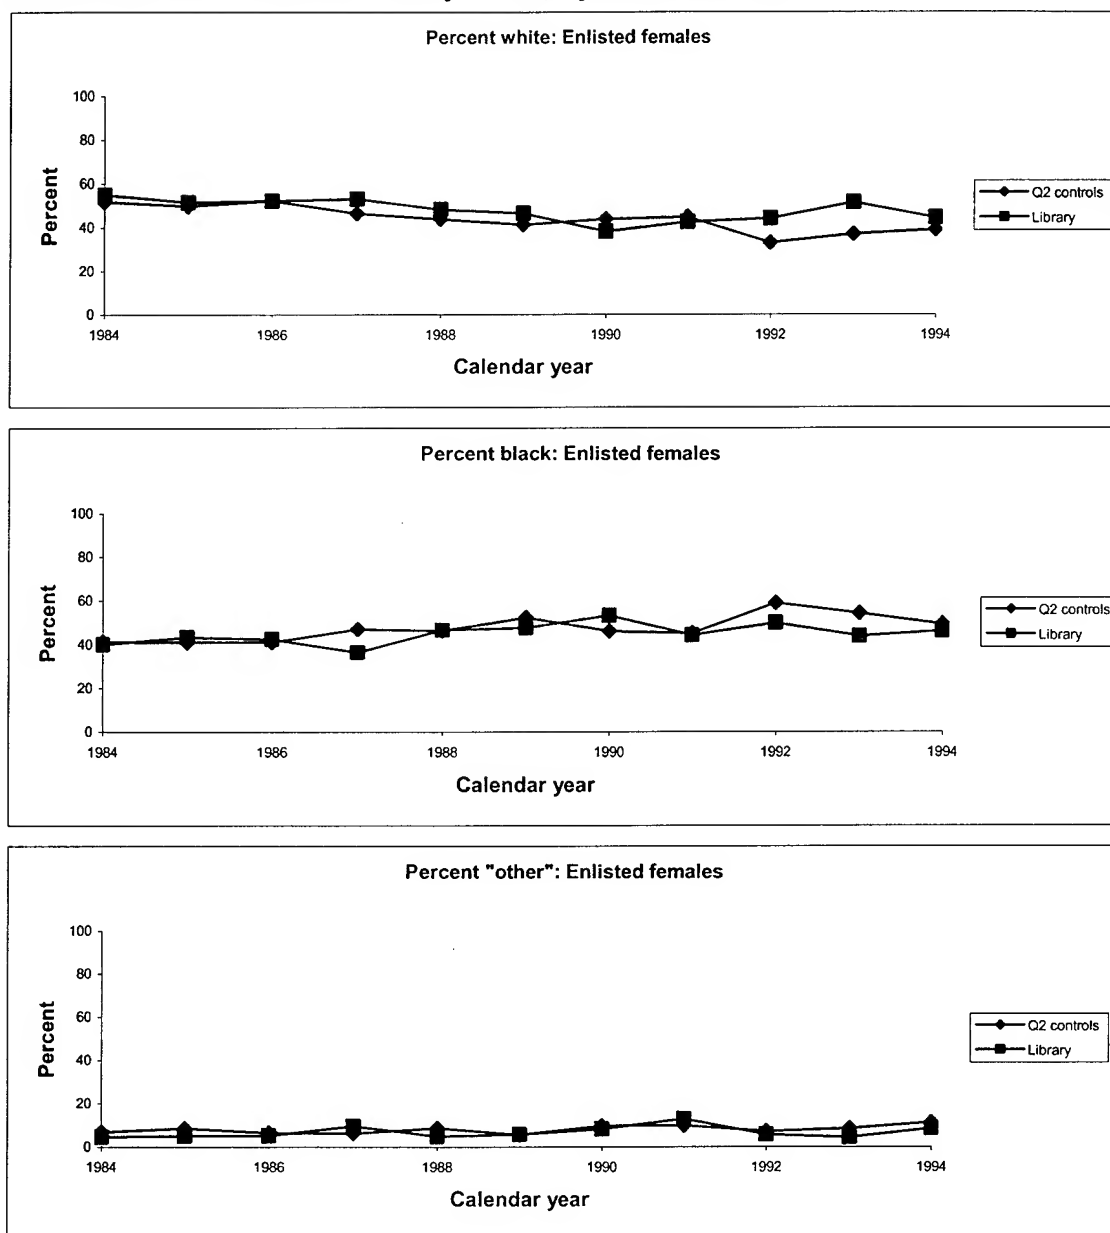 Percent white: Enlisted females
100
80
60
40
20
0
Percent
1984
1986
1988
1990
1992
1994
Calendar year
Q2 controls
Library
Percent black: Enlisted females
100
80
60
40
20
0
Percent
1984
1986
1988
1990
1992
1994
Calendar year
Q2 controls
Library
Percent "other": Enlisted females
100
80
60
40
20
0
Percent
1984
1986
1988
1990
1992
1994
Calendar year
Q2 controls
Library